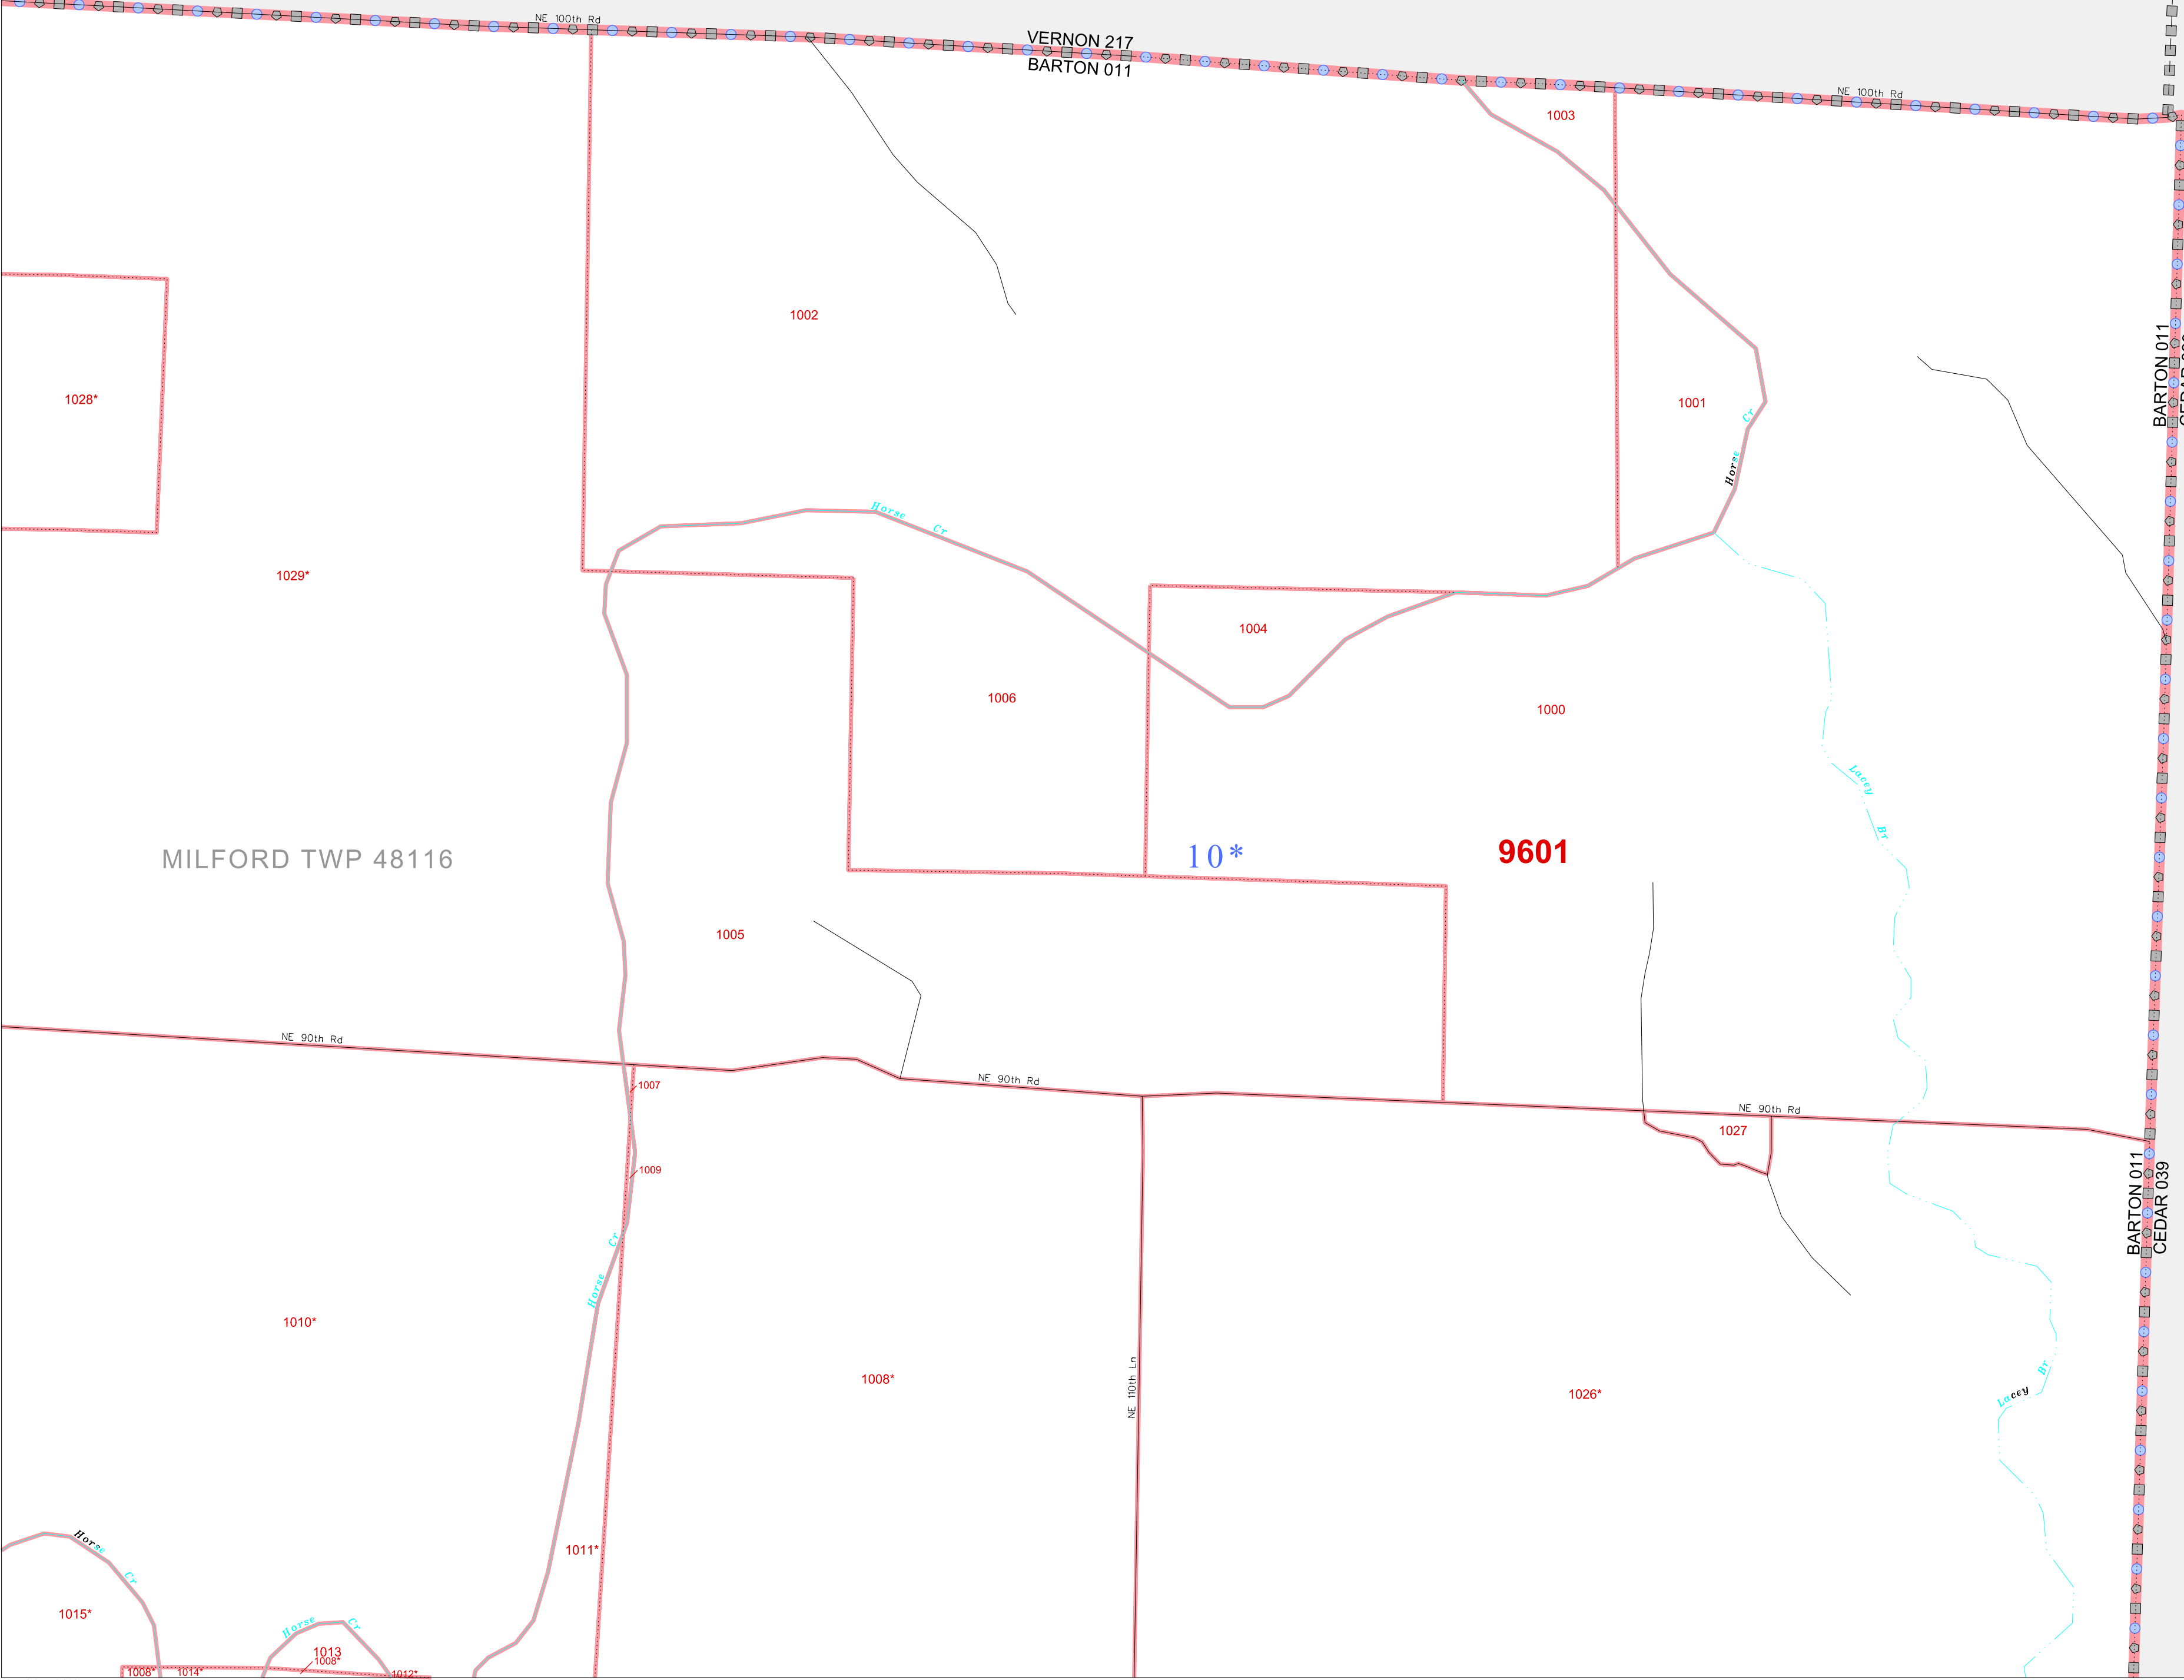 NE 100th Rd
VERNON 217
BARTON 011
NE 100th Rd
1003
1002
BARTON 011
1028*
1001
Horse Cr
Horse Cr
1029*
1004
1006
1000
Lacey Br
MILFORD TWP 48116
10*
9601
1005
NE 90th Rd
NE 90th Rd
1007
NE 90th Rd
1027
1009
BARTON 011
CEDAR 039
Horse Cr
1010*
1008*
NE 110th Ln
1026*
Lacey Br
Horse Cr
1011*
1015*
Horse Cr
1013
1008*
1008*
1014*
1012*